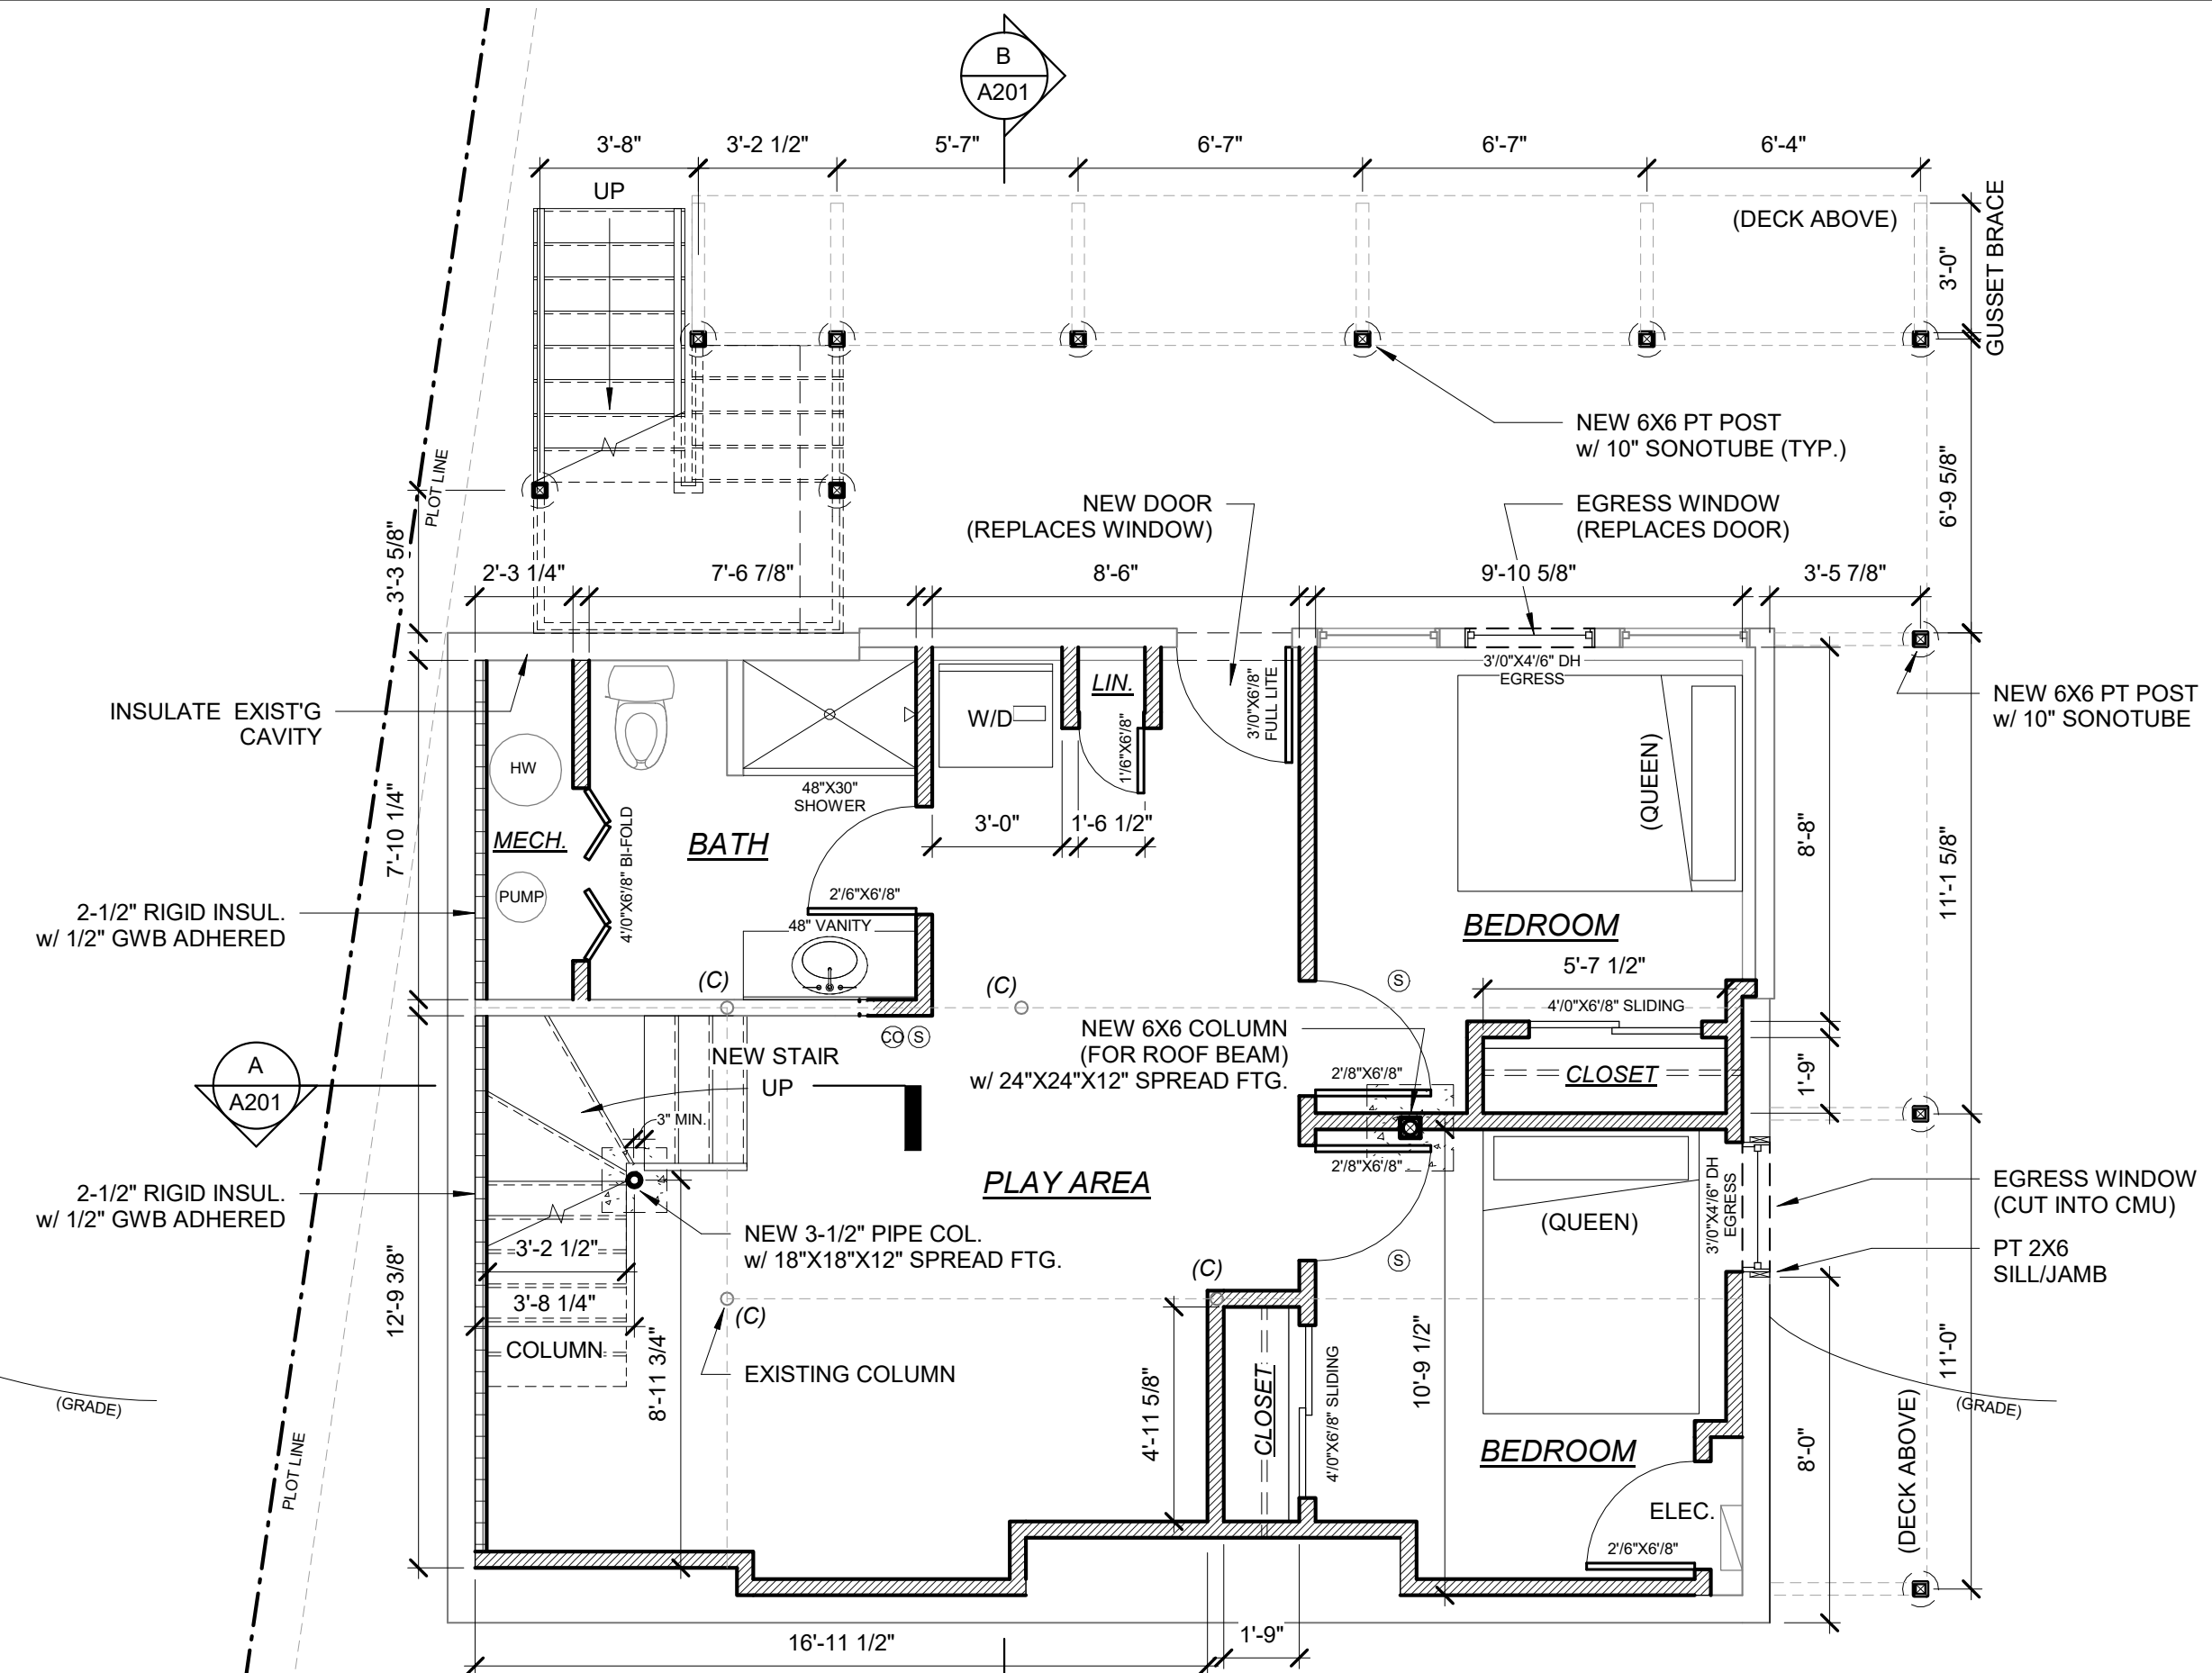 B
A201
3'-8"
3'-2 1/2"
5'-7"
6'-7"
6'-7"
6'-4"
UP
(DECK ABOVE)
3'-0"
GUSSET BRACE
NEW 6X6 PT POST
w/ 10" SONOTUBE (TYP.)
6'-9 5/8"
PLOT LINE
NEW DOOR
(REPLACES WINDOW)
EGRESS WINDOW
(REPLACES DOOR)
3'-3 5/8"
2'-3 1/4"
7'-6 7/8"
8'-6"
9'-10 5/8"
3'-5 7/8"
INSULATE EXIST'G
CAVITY
LIN.
W/D
3'/0"X6'/8"
FULL LITE
3'/0"X4'/6" DH
EGRESS
NEW 6X6 PT POST
w/ 10" SONOTUBE
HW
1'/6"X6'/8"
(QUEEN)
48"X30"
SHOWER
7'-10 1/4"
MECH.
4'/0"X6'/8" BI-FOLD
BATH
3'-0"
1'-6 1/2"
8'-8"
11'-1 5/8"
PUMP
2'/6"X6'/8"
2-1/2" RIGID INSUL.
w/ 1/2" GWB ADHERED
48" VANITY
BEDROOM
5'-7 1/2"
(C)
(C)
S
4'/0"X6'/8" SLIDING
CO
S
NEW 6X6 COLUMN
(FOR ROOF BEAM)
w/ 24"X24"X12" SPREAD FTG.
A
A201
NEW STAIR
UP
2'/8"X6'/8"
CLOSET
1'-9"
3" MIN.
2'/8"X6'/8"
PLAY AREA
2-1/2" RIGID INSUL.
w/ 1/2" GWB ADHERED
(QUEEN)
3'/0"X4'/6" DH
EGRESS
EGRESS WINDOW
(CUT INTO CMU)
NEW 3-1/2" PIPE COL.
w/ 18"X18"X12" SPREAD FTG.
3'-2 1/2"
S
(C)
PT 2X6
SILL/JAMB
12'-9 3/8"
3'-8 1/4"
COLUMN
(C)
8'-11 3/4"
EXISTING COLUMN
4'-11 5/8"
CLOSET
4'/0"X6'/8" SLIDING
10'-9 1/2"
11'-0"
(GRADE)
(GRADE)
BEDROOM
8'-0"
(DECK ABOVE)
PLOT LINE
ELEC.
2'/6"X6'/8"
16'-11 1/2"
1'-9"